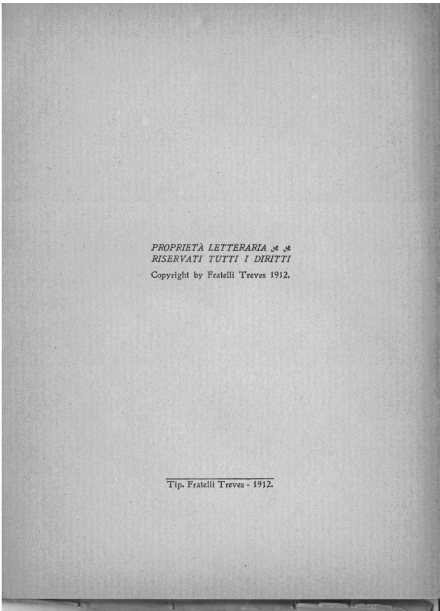 PROPRIETÀ LETTERARIA
RISERVATI TUTTI I DIRITTI
Copyright by Fratelli Treves 1912.
Tip. Fratelli Treves - 1912.